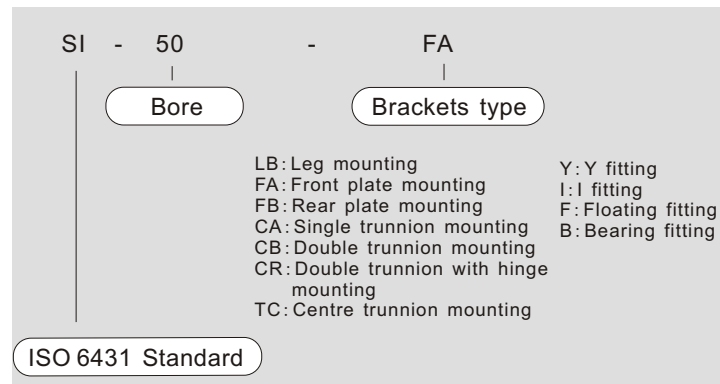 SI - 50 - FA
Bore
Brackets type
LB: Leg mounting
FA: Front plate mounting
FB: Rear plate mounting
CA: Single trunnion mounting
CB: Double trunnion mounting
CR: Double trunnion with hinge
mounting
TC: Centre trunnion mounting
Y: Y fitting
I: I fitting
F: Floating fitting
B: Bearing fitting
ISO 6431 Standard